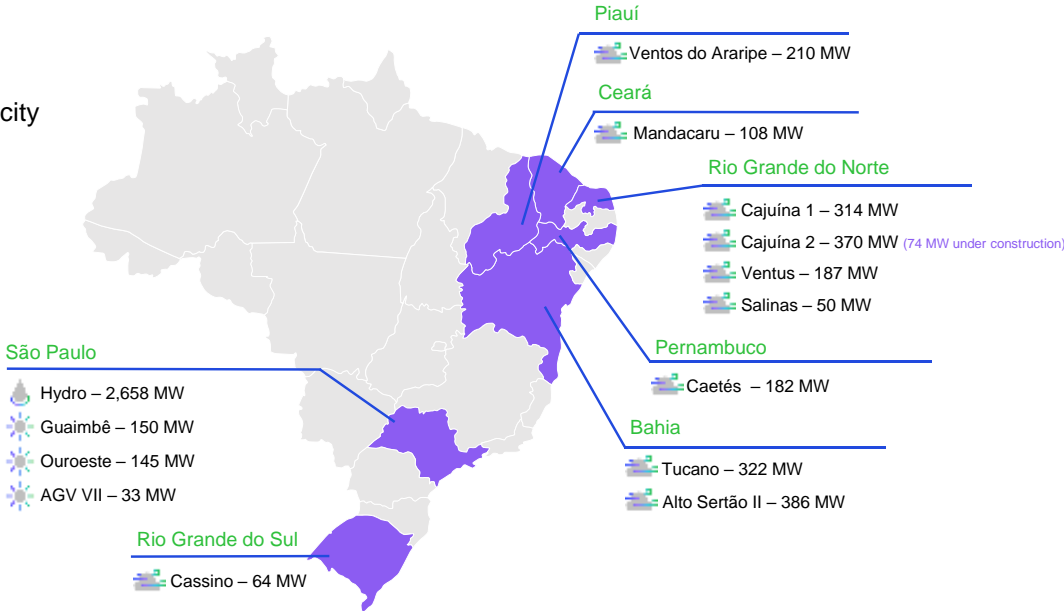 city
Piauí
Ventos do Araripe – 210 MW
Ceará
Mandacaru – 108 MW
Rio Grande do Norte
Cajuína 1 – 314 MW
Cajuína 2 – 370 MW (74 MW under construction)
Ventus – 187 MW
Salinas – 50 MW
Pernambuco
Caetés – 182 MW
Bahia
Tucano – 322 MW
Alto Sertão II – 386 MW
São Paulo
Hydro – 2,658 MW
Guaimbê – 150 MW
Ouroeste – 145 MW
AGV VII – 33 MW
Rio Grande do Sul
Cassino – 64 MW